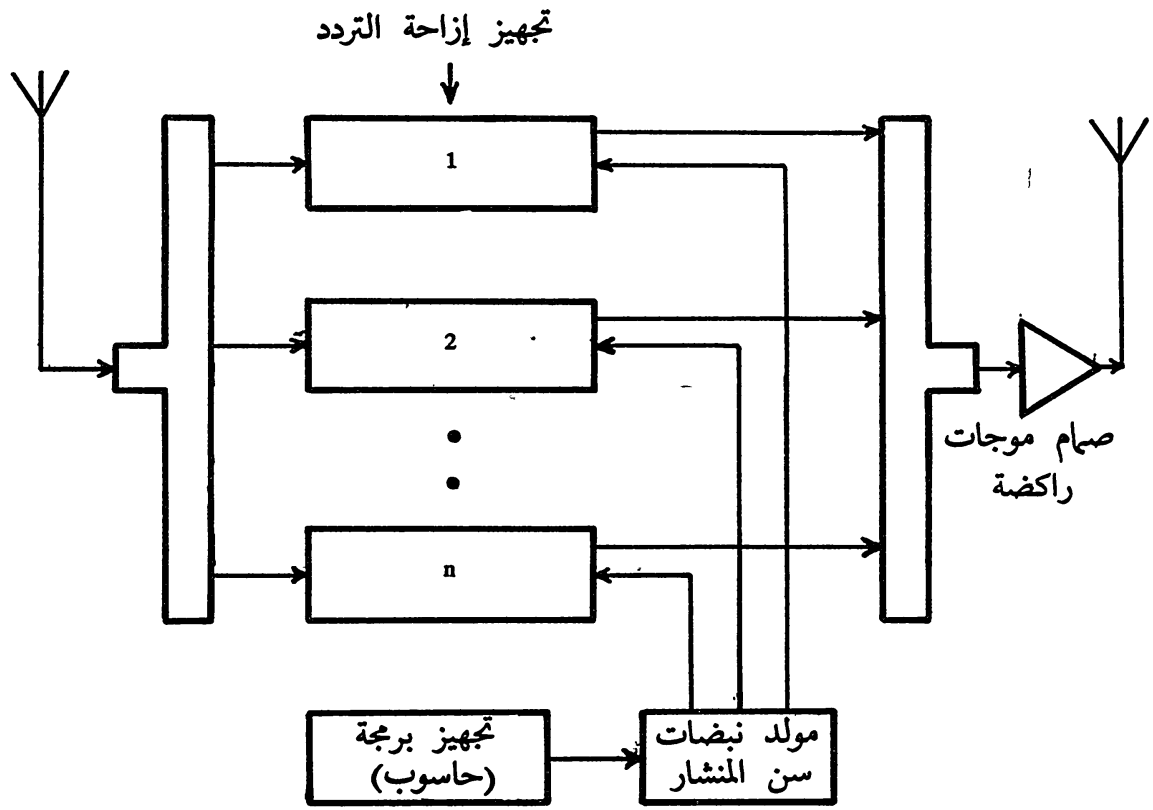 تجهيز إزاحة التردد
1
2
n
صمام موجات
راكضة
تجهيز برمجة
(حاسوب)
مولد نبضات
سن المنشار